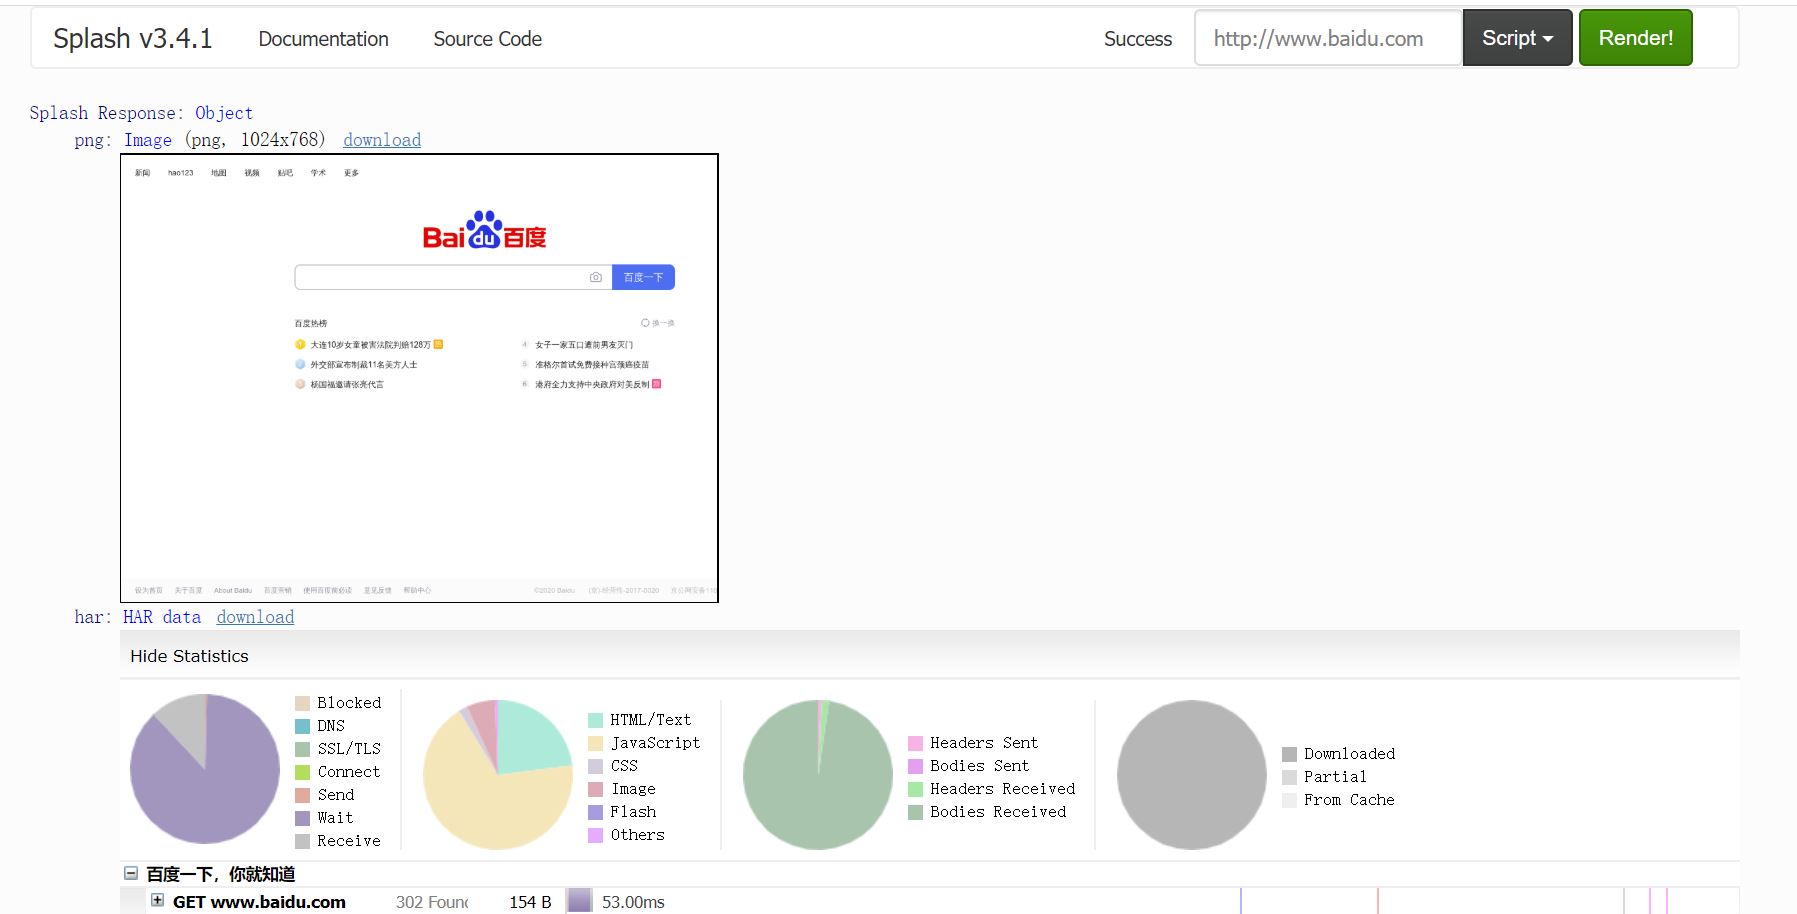 Splash v3.4.1 Documentation Source Code Success http://www.baidu.com Script Render!
Splash Response: Object
png: Image (png, 1024x768) download
新闻 hao123 地图 视频 贴吧 学术 更多
Bai du 百度
百度一下
百度热榜 换一换
1 大连10岁女童被害法院判赔128万 热 4 女子一家五口遭前男友灭门
2 外交部宣布制裁11名美方人士 5 准格尔首试免费接种宫颈癌疫苗
3 杨国福邀请张亮代言 6 港府全力支持中央政府对美反制
设为首页 关于百度 About Baidu 百度营销 使用百度前必读 意见反馈 帮助中心 ©2020 Baidu (京)-经营性-2017-0020 京公网安备110
har: HAR data download
Hide Statistics
Blocked
DNS
SSL/TLS
Connect
Send
Wait
Receive
HTML/Text
JavaScript
CSS
Image
Flash
Others
Headers Sent
Bodies Sent
Headers Received
Bodies Received
Downloaded
Partial
From Cache
百度一下，你就知道
GET www.baidu.com 302 Found 154 B 53.00ms